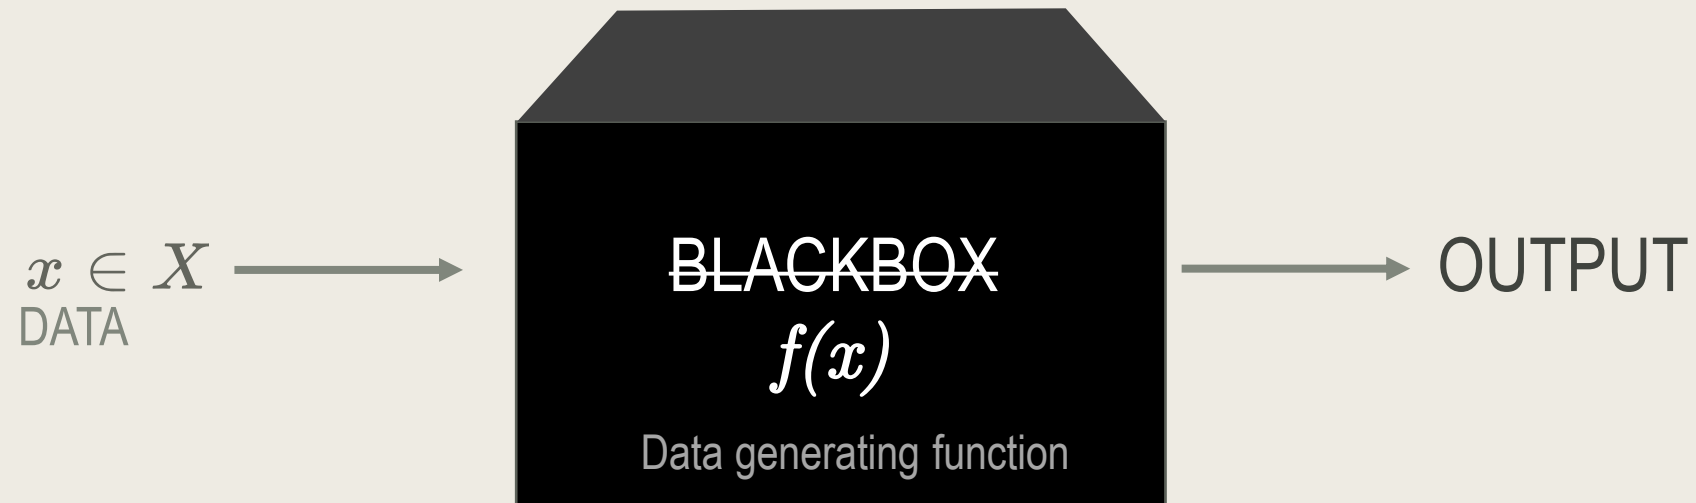 x ∈ X
DATA
BLACKBOX
f(x)
Data generating function
OUTPUT